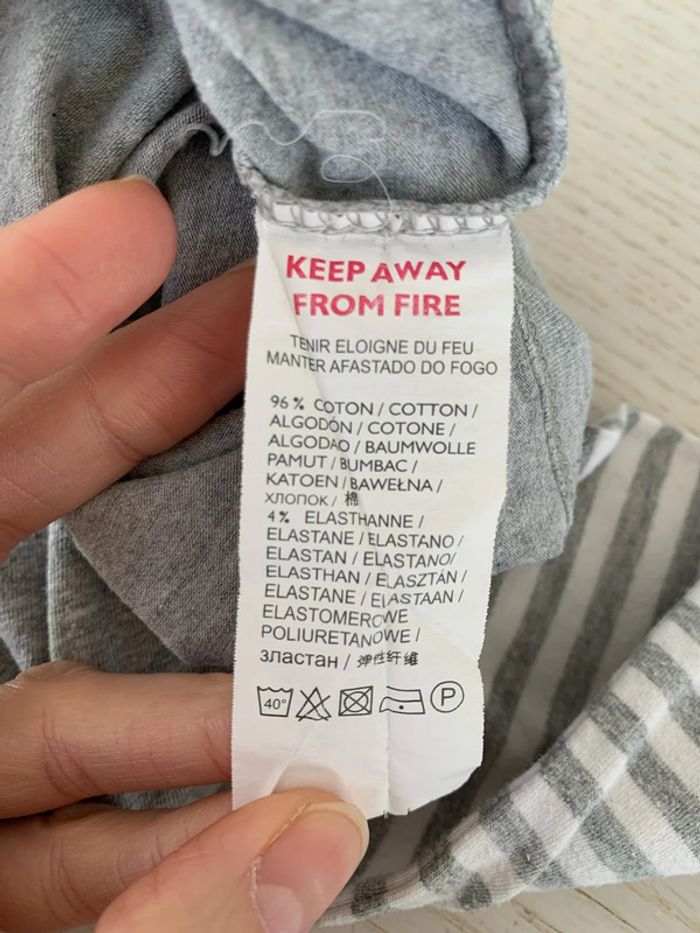 KEEP AWAY
FROM FIRE
TENIR ELOIGNE DU FEU
MANTER AFASTADO DO FOGO
96 % COTON / COTTON /
ALGODÓN / COTONE /
ALGODAO / BAUMWOLLE
PAMUT / BUMBAC /
KATOEN / BAWEŁNA /
ХЛОПОК / 棉
4 % ELASTHANNE /
ELASTANE / ELASTANO /
ELASTAN / ELASTANO/
ELASTHAN / ELASZTÁN /
ELASTANE / ELASTAAN /
ELASTOMEROWE
POLIURETANOWE /
эластан / 弹性纤维
40° P